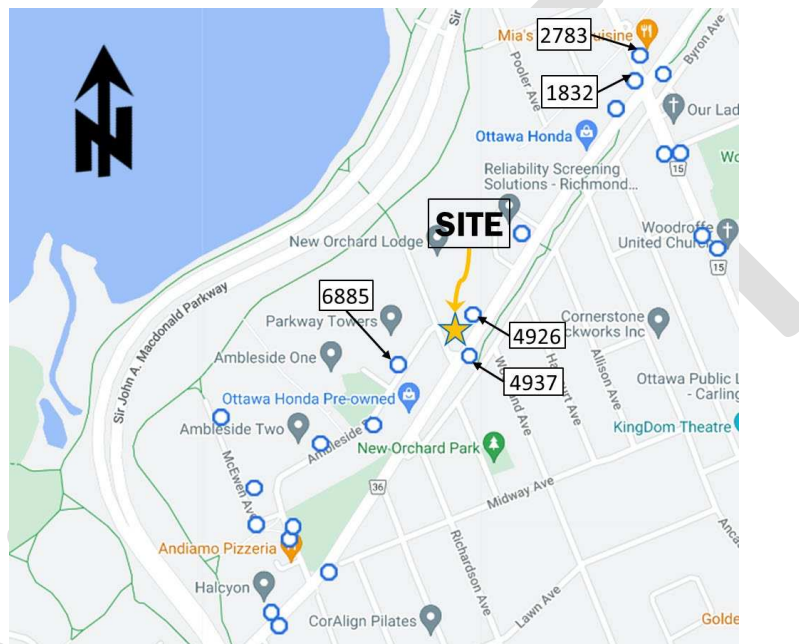 Sir
Mia's
isine
2783
Byron Ave
Pooler Ave
1832
Our Lad
Ottawa Honda
15
Wo
Reliability Screening
Solutions - Richmond...
SITE
New Orchard Lodge
Woodroffe
United Church
15
6885
Parkway Towers
Cornerstone
ckworks Inc
4926
Sir John A. Macdonald Parkway
Ambleside One
4937
Allison Ave
Ottawa Public L
- Carling
Ottawa Honda Pre-owned
KingDom Theatre
Ambleside Two
Ambleside
New Orchard Park
McEwen Ave
36
Midway Ave
Andiamo Pizzeria
Richardson Ave
Anca
Halcyon
Lawn Ave
CorAlign Pilates
Golde
N